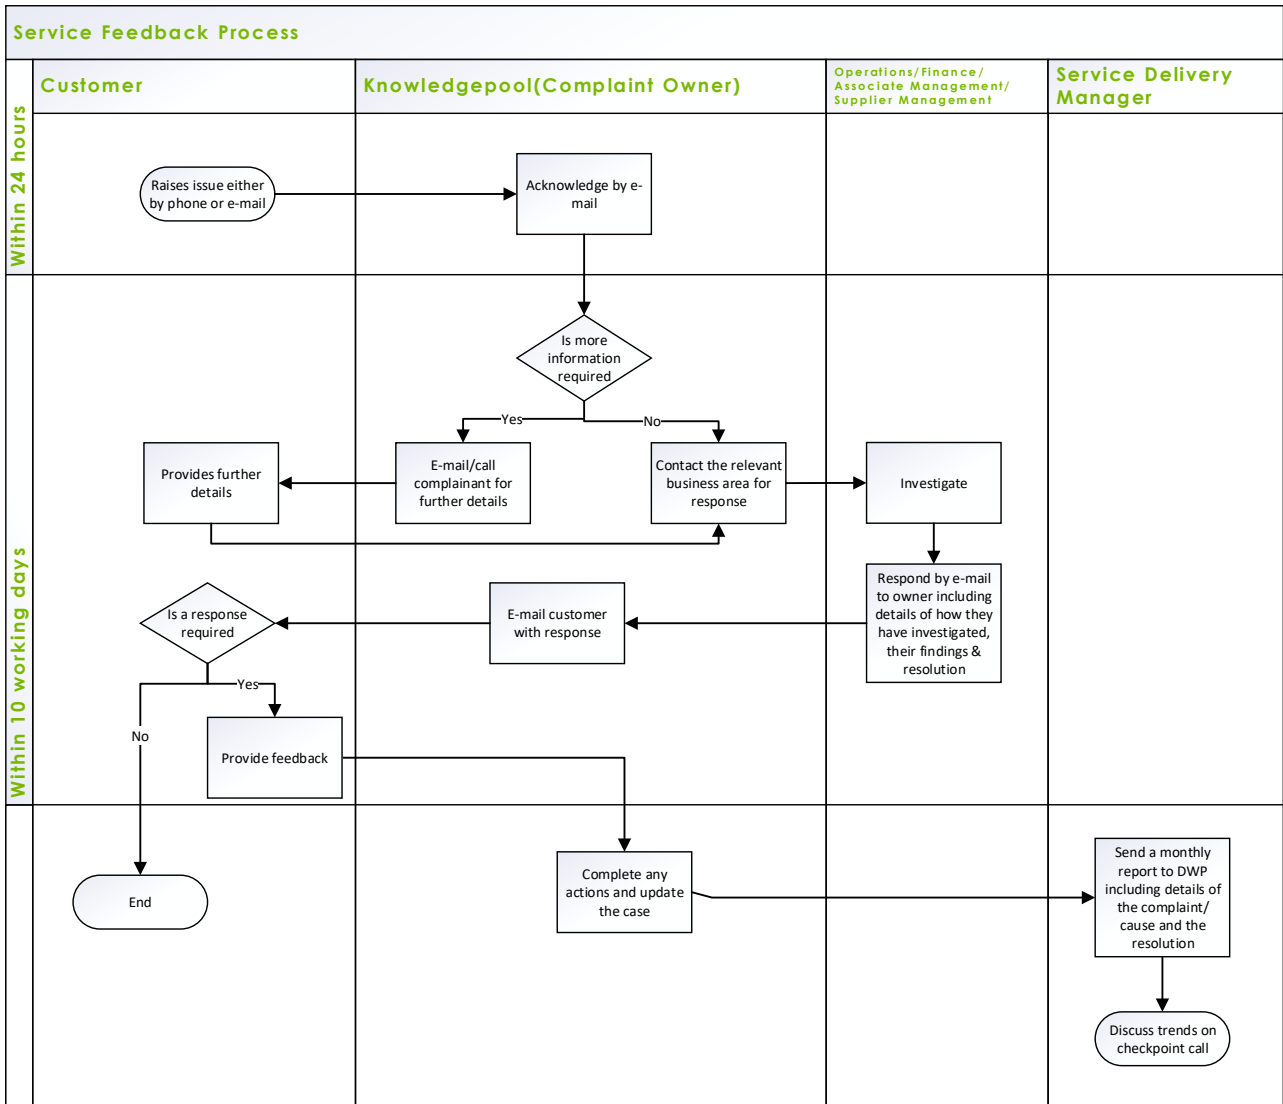 Service Feedback Process
Customer
Knowledgepool(Complaint Owner)
Operations/Finance/
Associate Management/
Supplier Management
Service Delivery
Manager
Within 24 hours
Raises issue either
by phone or e-mail
Acknowledge by e-
mail
Within 10 working days
Is more
information
required
Yes
No
Provides further
details
E-mail/call
complainant for
further details
Contact the relevant
business area for
response
Investigate
Is a response
required
E-mail customer
with response
Respond by e-mail
to owner including
details of how they
have investigated,
their findings &
resolution
Yes
No
Provide feedback
End
Complete any
actions and update
the case
Send a monthly
report to DWP
including details of
the complaint/
cause and the
resolution
Discuss trends on
checkpoint call